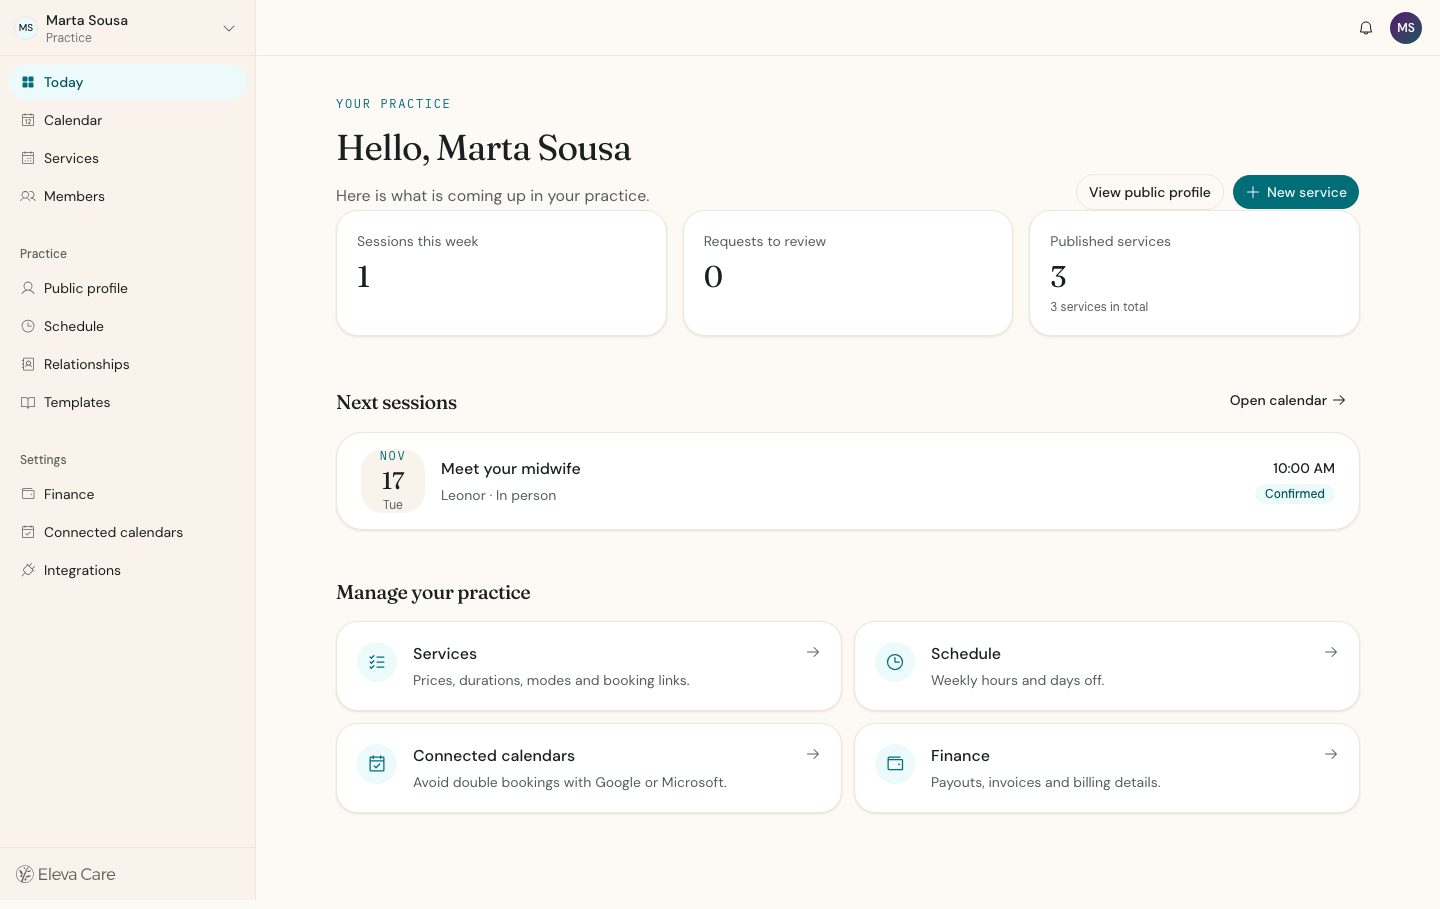 MS
Marta Sousa
Practice
MS
Today
Calendar
Services
Members
Practice
Public profile
Schedule
Relationships
Templates
Settings
Finance
Connected calendars
Integrations
Eleva Care
YOUR PRACTICE
Hello, Marta Sousa
Here is what is coming up in your practice.
View public profile
New service
Sessions this week
1
Requests to review
0
Published services
3
3 services in total
Next sessions
Open calendar
NOV
17
Tue
Meet your midwife
Leonor · In person
10:00 AM
Confirmed
Manage your practice
Services
Prices, durations, modes and booking links.
Schedule
Weekly hours and days off.
Connected calendars
Avoid double bookings with Google or Microsoft.
Finance
Payouts, invoices and billing details.